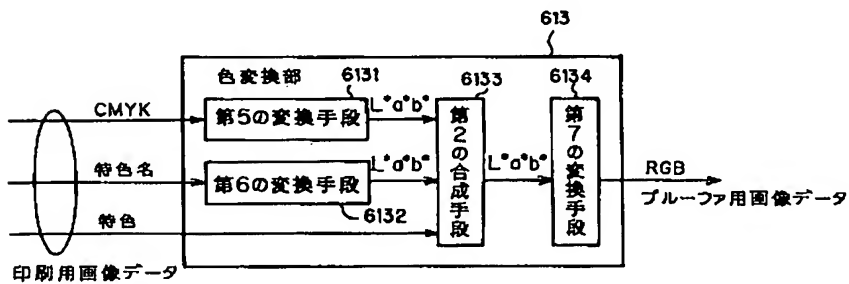 613
色変換部
6131
6133
6134
CMYK
第5の変換手段
L*a*b*
第2の合成手段
第7の変換手段
特色名
第6の変換手段
L*a*b*
L*a*b*
RGB
プルーファ用画像データ
6132
特色
印刷用画像データ